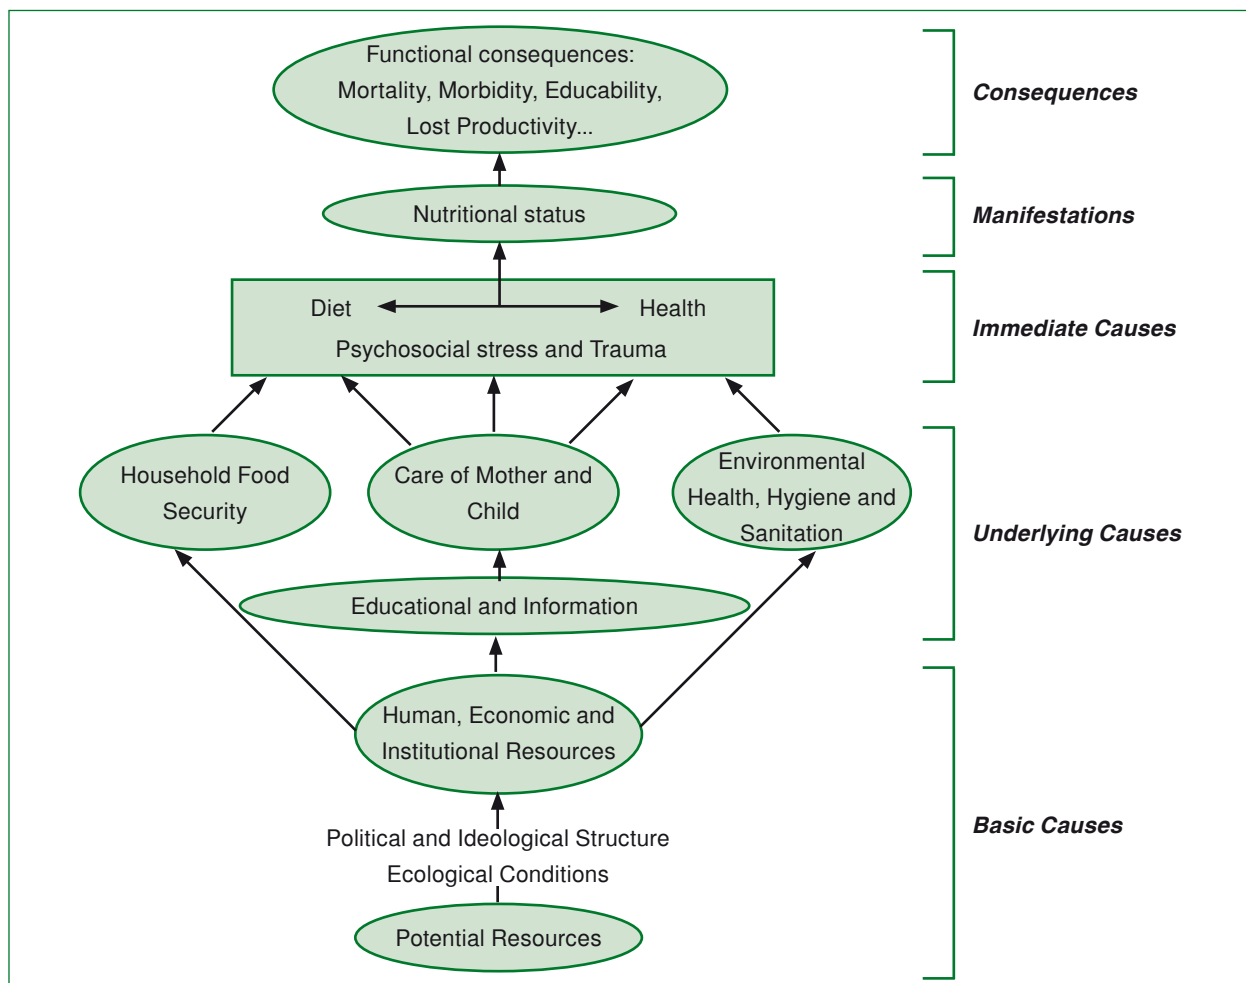 Functional consequences:
Mortality, Morbidity, Educability,
Lost Productivity...
Consequences
Nutritional status
Manifestations
Diet
Health
Psychosocial stress and Trauma
Immediate Causes
Household Food
Security
Care of Mother and
Child
Environmental
Health, Hygiene and
Sanitation
Underlying Causes
Educational and Information
Human, Economic and
Institutional Resources
Political and Ideological Structure
Ecological Conditions
Potential Resources
Basic Causes